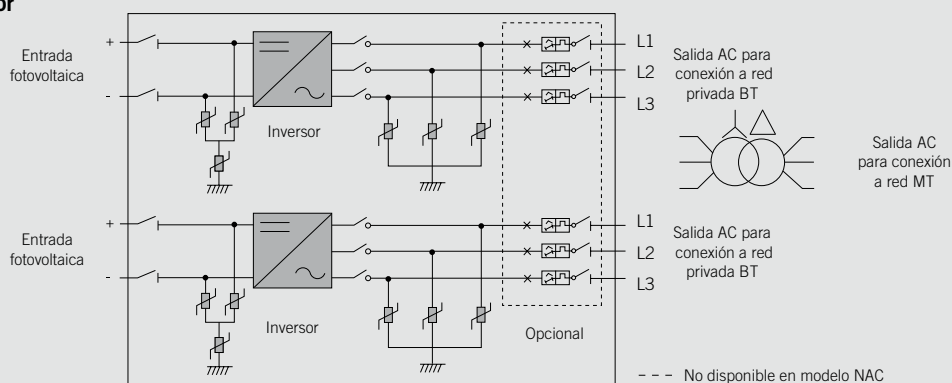 or
+
Entrada
fotovoltaica
-
Inversor
L1
L2
L3
Salida AC para
conexión a red
privada BT
Salida AC
para conexión
a red MT
+
Entrada
fotovoltaica
-
Inversor
L1
L2
L3
Salida AC para
conexión a red
privada BT
Opcional
No disponible en modelo NAC